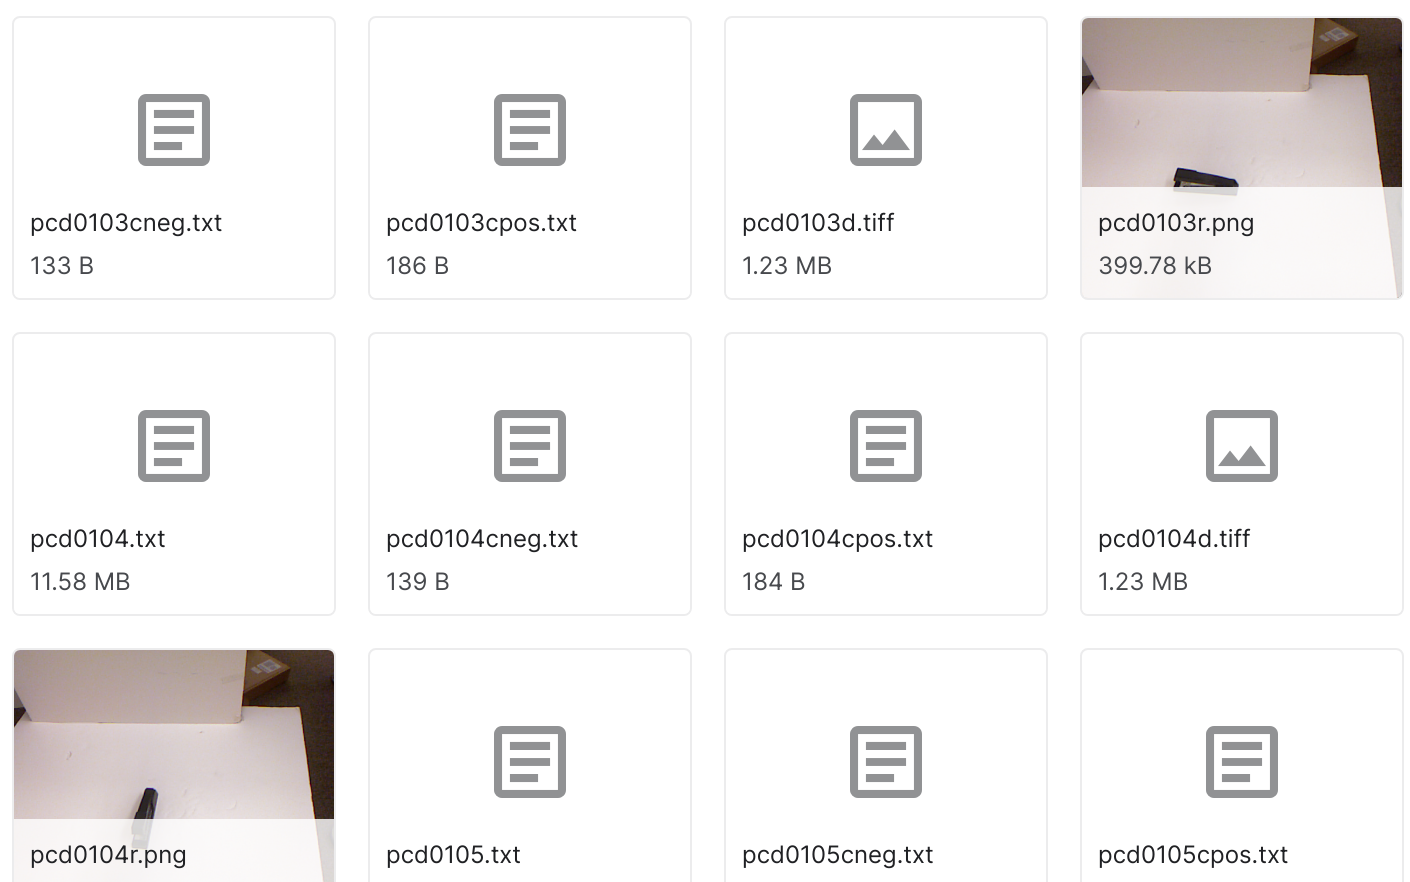 pcd0103cneg.txt
133 B
pcd0103cpos.txt
186 B
pcd0103d.tiff
1.23 MB
pcd0103r.png
399.78 kB
pcd0104.txt
11.58 MB
pcd0104cneg.txt
139 B
pcd0104cpos.txt
184 B
pcd0104d.tiff
1.23 MB
pcd0104r.png
pcd0105.txt
pcd0105cneg.txt
pcd0105cpos.txt